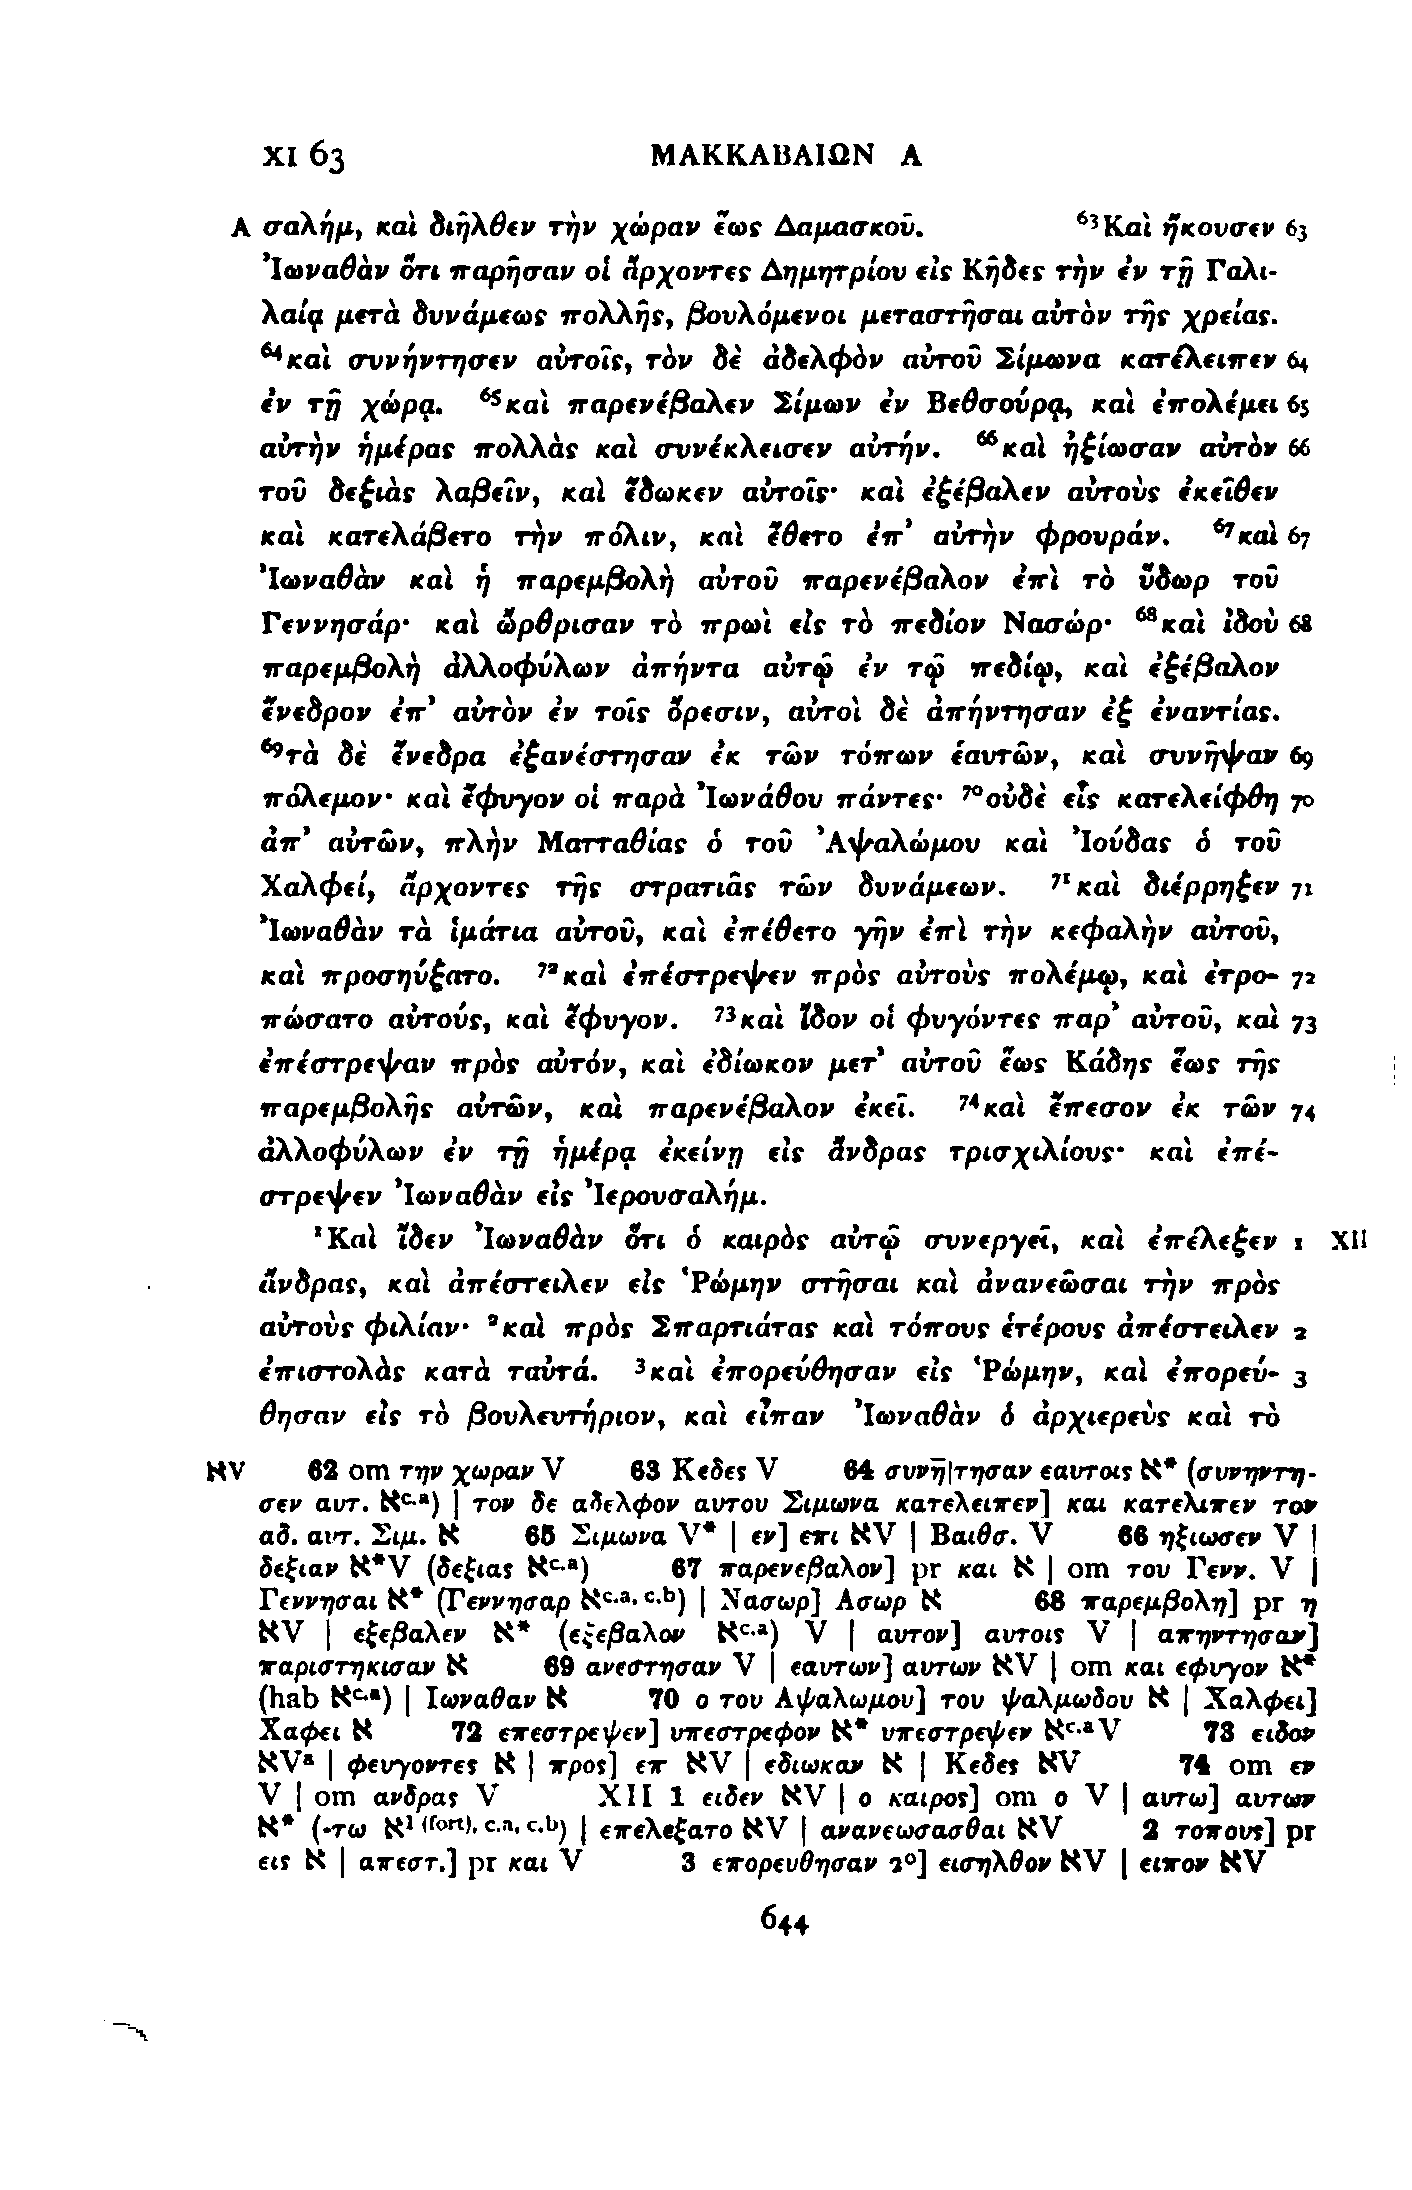 XI 63 ΜΑΚΚΑΒΑΙΩΝ Α
A σαλήμ, καὶ διῆλθεν τὴν χώραν ἕως Δαμασκοῦ. ⁶³Καὶ ἤκουσεν 63
Ἰωναθὰν ὅτι παρῆσαν οἱ ἄρχοντες Δημητρίου εἰς Κῆδες τὴν ἐν τῇ Γαλι-
λαίᾳ μετὰ δυνάμεως πολλῆς, βουλόμενοι μεταστῆσαι αὐτὸν τῆς χρείας.
⁶⁴καὶ συνήντησεν αὐτοῖς, τὸν δὲ ἀδελφὸν αὐτοῦ Σίμωνα κατέλειπεν 64
ἐν τῇ χώρᾳ. ⁶⁵καὶ παρενέβαλεν Σίμων ἐν Βεθσούρᾳ, καὶ ἐπολέμει 65
αὐτὴν ἡμέρας πολλὰς καὶ συνέκλεισεν αὐτήν. ⁶⁶καὶ ἠξίωσαν αὐτὸν 66
τοῦ δεξιὰς λαβεῖν, καὶ ἔδωκεν αὐτοῖς· καὶ ἐξέβαλεν αὐτοὺς ἐκεῖθεν
καὶ κατελάβετο τὴν πόλιν, καὶ ἔθετο ἐπ᾽ αὐτὴν φρουράν. ⁶⁷καὶ 67
Ἰωναθὰν καὶ ἡ παρεμβολὴ αὐτοῦ παρενέβαλον ἐπὶ τὸ ὕδωρ τοῦ
Γεννησάρ· καὶ ὤρθρισαν τὸ πρωὶ εἰς τὸ πεδίον Νασώρ· ⁶⁸καὶ ἰδοὺ 68
παρεμβολὴ ἀλλοφύλων ἀπήντα αὐτῷ ἐν τῷ πεδίῳ, καὶ ἐξέβαλον
ἔνεδρον ἐπ᾽ αὐτὸν ἐν τοῖς ὄρεσιν, αὐτοὶ δὲ ἀπήντησαν ἐξ ἐναντίας.
⁶⁹τὰ δὲ ἔνεδρα ἐξανέστησαν ἐκ τῶν τόπων ἑαυτῶν, καὶ συνῆψαν 69
πόλεμον· καὶ ἔφυγον οἱ παρὰ Ἰωνάθου πάντες· ⁷⁰οὐδὲ εἷς κατελείφθη 70
ἀπ᾽ αὐτῶν, πλὴν Ματταθίας ὁ τοῦ Ἀψαλώμου καὶ Ἰούδας ὁ τοῦ
Χαλφεί, ἄρχοντες τῆς στρατιᾶς τῶν δυνάμεων. ⁷¹καὶ διέρρηξεν 71
Ἰωναθὰν τὰ ἱμάτια αὐτοῦ, καὶ ἐπέθετο γῆν ἐπὶ τὴν κεφαλὴν αὐτοῦ,
καὶ προσηύξατο. ⁷²καὶ ἐπέστρεψεν πρὸς αὐτοὺς πολέμῳ, καὶ ἐτρο- 72
πώσατο αὐτούς, καὶ ἔφυγον. ⁷³καὶ ἴδον οἱ φυγόντες παρ᾽ αὐτοῦ, καὶ 73
ἐπέστρεψαν πρὸς αὐτόν, καὶ ἐδίωκον μετ᾽ αὐτοῦ ἕως Κάδης ἕως τῆς
παρεμβολῆς αὐτῶν, καὶ παρενέβαλον ἐκεῖ. ⁷⁴καὶ ἔπεσον ἐκ τῶν 74
ἀλλοφύλων ἐν τῇ ἡμέρᾳ ἐκείνῃ εἰς ἄνδρας τρισχιλίους· καὶ ἐπέ-
στρεψεν Ἰωναθὰν εἰς Ἰερουσαλήμ.
¹Καὶ ἴδεν Ἰωναθὰν ὅτι ὁ καιρὸς αὐτῷ συνεργεῖ, καὶ ἐπέλεξεν 1 XII
ἄνδρας, καὶ ἀπέστειλεν εἰς Ῥώμην στῆσαι καὶ ἀνανεῶσαι τὴν πρὸς
αὐτοὺς φιλίαν· ²καὶ πρὸς Σπαρτιάτας καὶ τόπους ἑτέρους ἀπέστειλεν 2
ἐπιστολὰς κατὰ ταὐτά. ³καὶ ἐπορεύθησαν εἰς Ῥώμην, καὶ ἐπορεύ- 3
θησαν εἰς τὸ βουλευτήριον, καὶ εἶπαν Ἰωναθὰν ὁ ἀρχιερεὺς καὶ τὸ
אV 62 om την χωραν V 63 Κεδες V 64 συνη̄|τησαν εαυτοις א* (συνηντη-
σεν αυτ. אc.a) | τον δε αδελφον αυτου Σιμωνα κατελειπεν] και κατελιπεν τον
αδ. αυτ. Σιμ. א 65 Σιμωνα V* | εν] επι אV | Βαιθσ. V 66 ηξιωσεν V |
δεξιαν א*V (δεξιας אc.a) 67 παρενεβαλον] pr και א | om του Γενν. V |
Γεννησαι א* (Γεννησαρ אc.a, c.b) | Νασωρ] Ασωρ א 68 παρεμβολη] pr η
אV | εξεβαλεν א* (εξεβαλον אc.a) V | αυτον] αυτοις V | απηντησαν]
παριστηκισαν א 69 ανεστησαν V | εαυτων] αυτων אV | om και εφυγον א*
(hab אc.a) | Ιωναθαν א 70 ο του Αψαλωμου] του ψαλμωδου א | Χαλφει]
Χαφει א 72 επεστρεψεν] υπεστρεφον א* υπεστρεψεν אc.a V 73 ειδον
אVa | φευγοντες א | προς] επ אV | εδιωκαν א | Κεδες אV 74 om εν
V | om ανδρας V XII 1 ειδεν אV | ο καιρος] om ο V | αυτω] αυτων
א* (-τω א1 (fort), c.a, c.b) | επελεξατο אV | ανανεωσασθαι אV 2 τοπους] pr
εις א | απεστ.] pr και V 3 επορευθησαν 2º] εισηλθον אV | ειπον אV
644